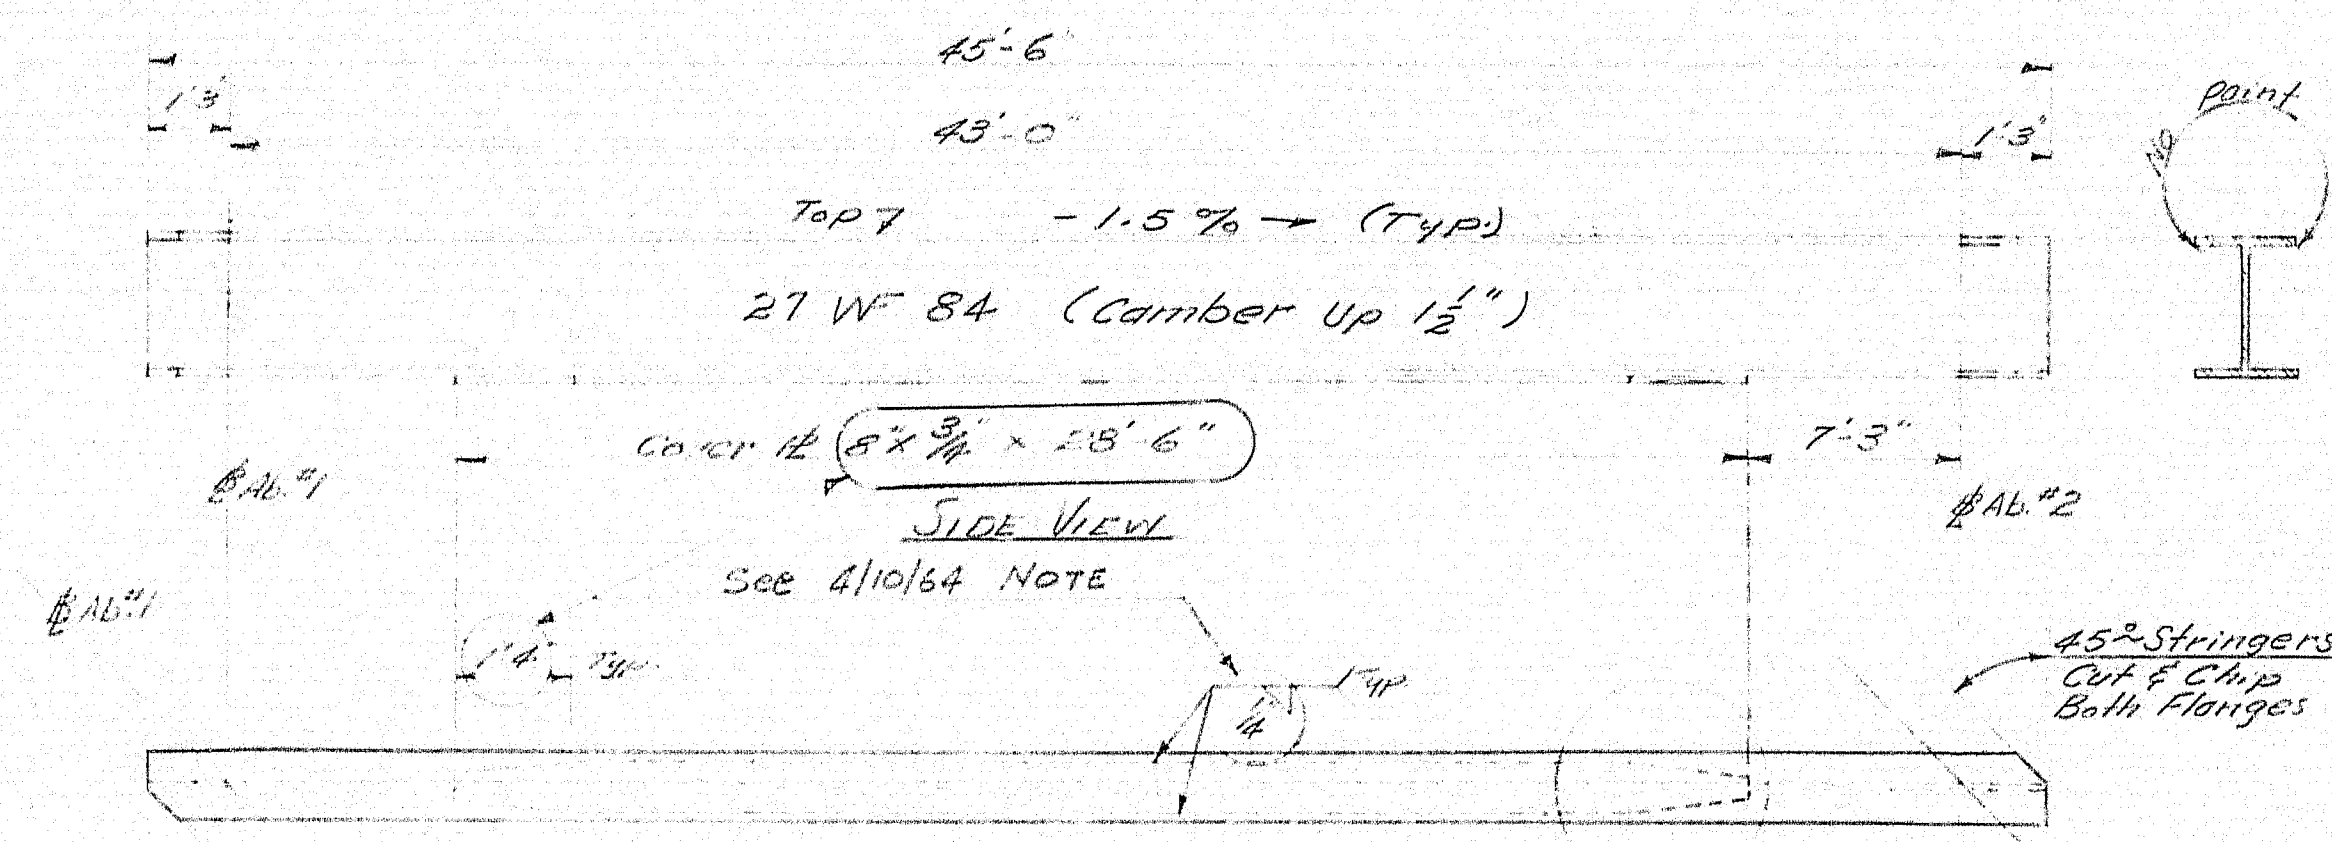 45'-6"
1'3"
43'-0"
1'3"
No paint
Top 7 - 1.5 % → (Typ.)
27 WF 84 (Camber Up 1½")
Cover ℄ 8" x ¾" x 28'-6"
7'-3"
℄ Ab. #1
℄ Ab. #2
SIDE VIEW
See 4/10/64 NOTE
℄ Ab. #1
1'4" Typ.
Typ.
1/4
45° ~ Stringers
Cut & Chip
Both Flanges